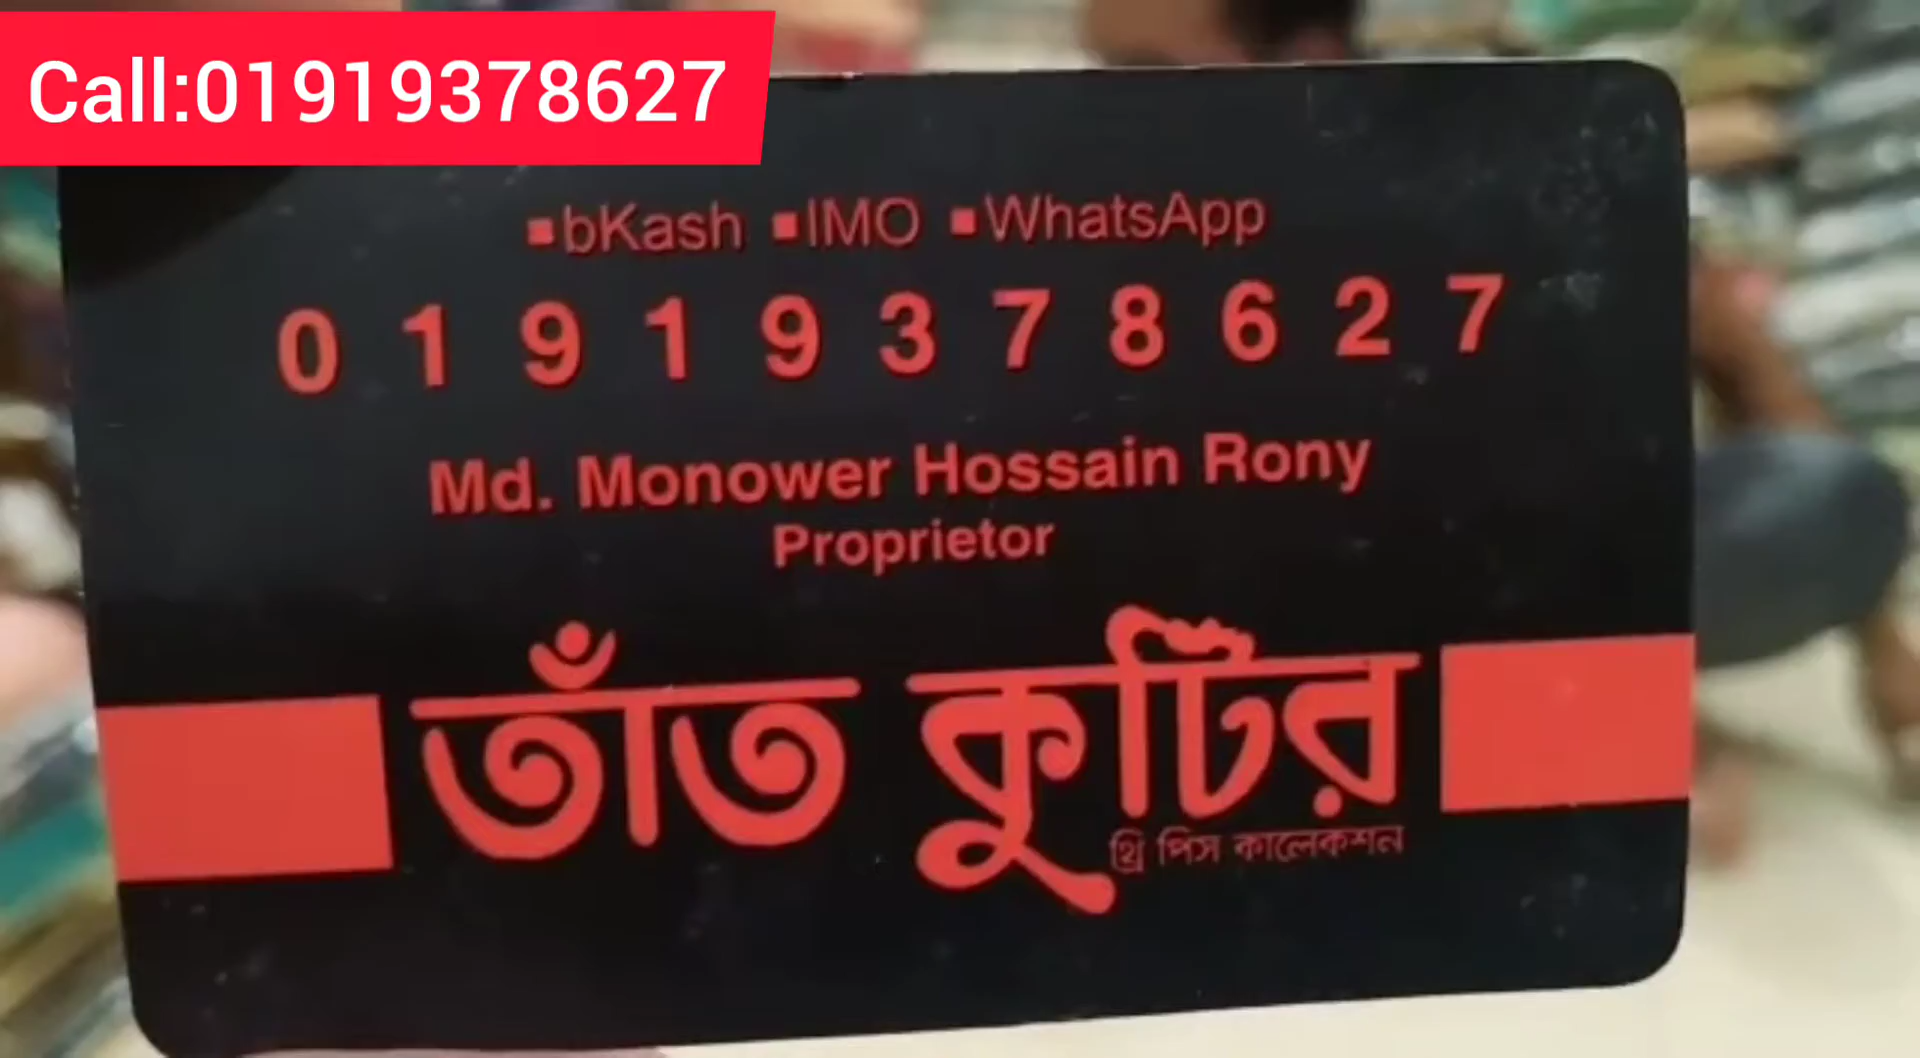 Call:01919378627
▪bKash ▪IMO ▪WhatsApp
0 1 9 1 9 3 7 8 6 2 7
Md. Monower Hossain Rony
Proprietor
তাঁত কুটির
থ্রি পিস কালেকশন